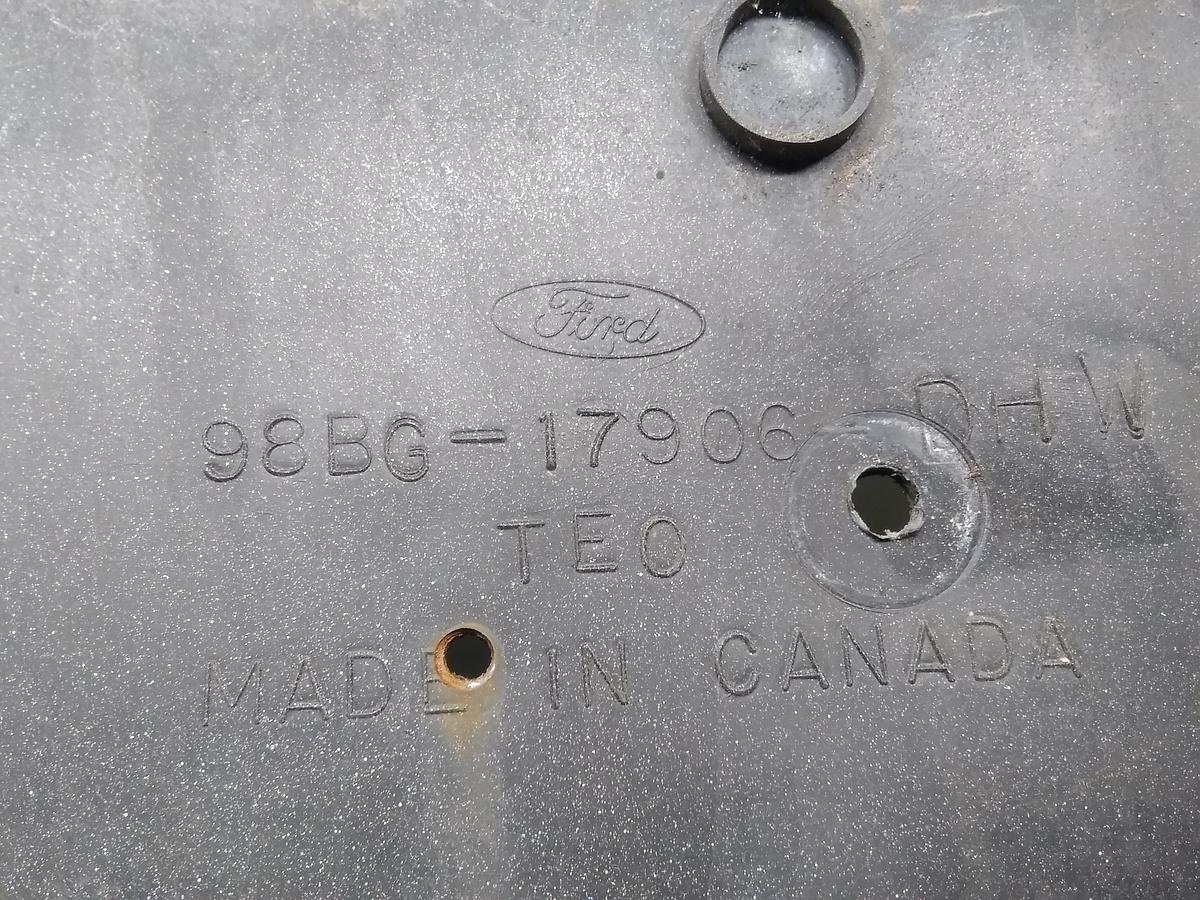 Ford
98BG-17906 DHW
TEO
MADE IN CANADA